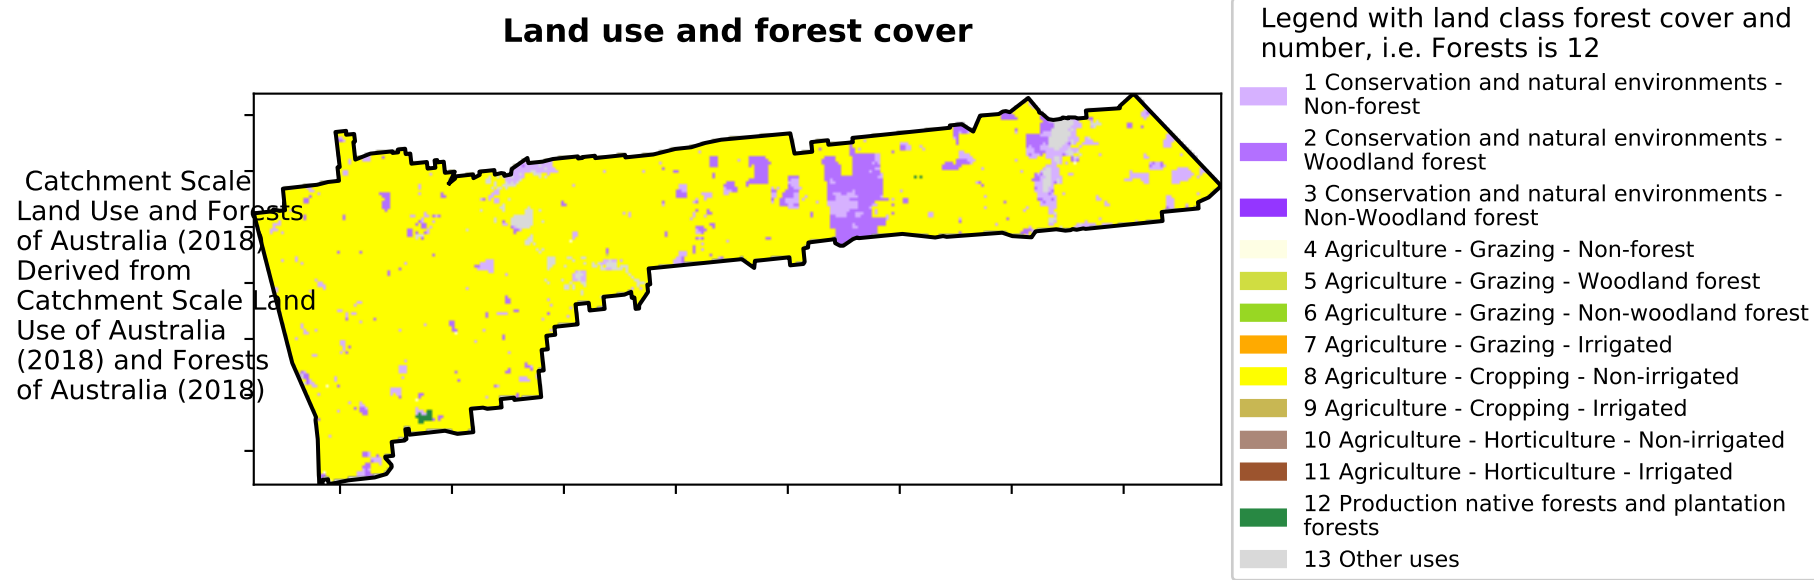 Land use and forest cover
Catchment Scale
Land Use and Forests
of Australia (2018)
Derived from
Catchment Scale Land
Use of Australia
(2018) and Forests
of Australia (2018)
Legend with land class forest cover and
number, i.e. Forests is 12
1 Conservation and natural environments -
Non-forest
2 Conservation and natural environments -
Woodland forest
3 Conservation and natural environments -
Non-Woodland forest
4 Agriculture - Grazing - Non-forest
5 Agriculture - Grazing - Woodland forest
6 Agriculture - Grazing - Non-woodland forest
7 Agriculture - Grazing - Irrigated
8 Agriculture - Cropping - Non-irrigated
9 Agriculture - Cropping - Irrigated
10 Agriculture - Horticulture - Non-irrigated
11 Agriculture - Horticulture - Irrigated
12 Production native forests and plantation
forests
13 Other uses